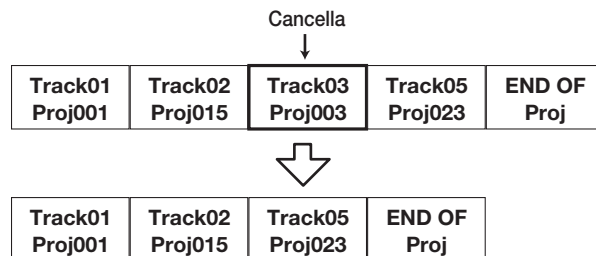 Cancella
Track01 Track02 Track03 Track05 END OF
Proj001 Proj015 Proj003 Proj023 Proj
Track01 Track02 Track05 END OF
Proj001 Proj015 Proj023 Proj